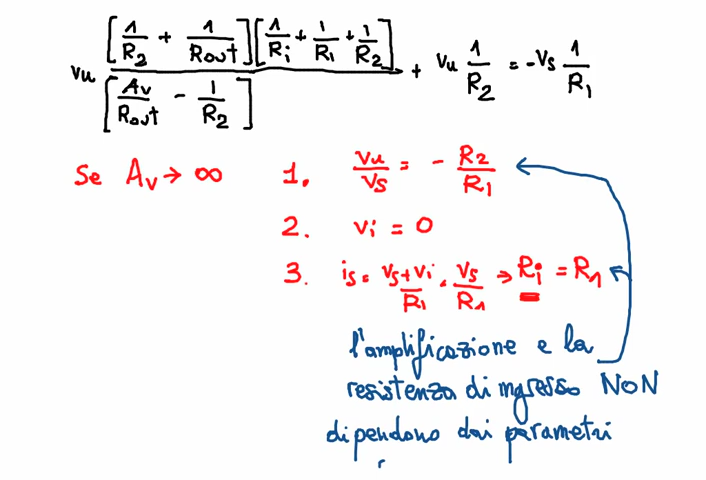 vu [1/R2 + 1/Rout][1/Ri + 1/R1 + 1/R2] / [Av/Rout - 1/R2] + vu 1/R2 = -vs 1/R1
Se Av → ∞ 1. vu/vs = - R2/R1
2. vi = 0
3. is = vs+vi/R1 = vs/R1 → Ri = R1
l'amplificazione e la
resistenza di ingresso NON
dipendono dai parametri